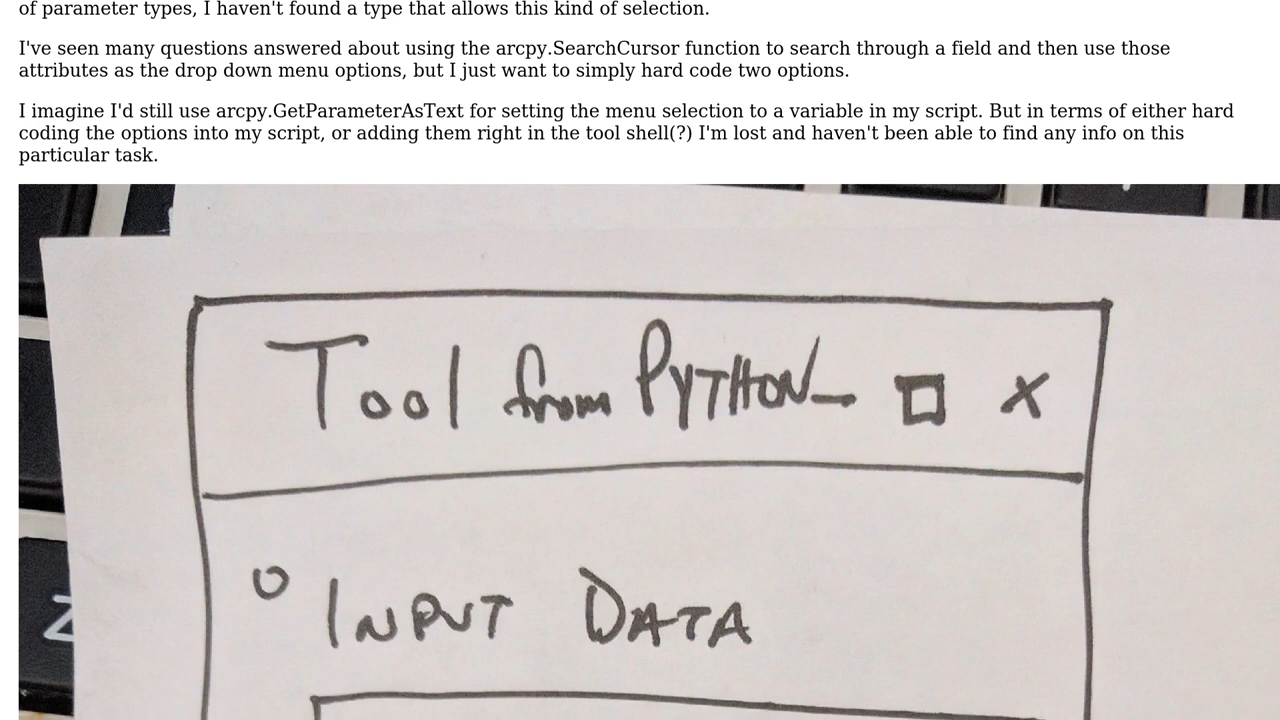 of parameter types, I haven't found a type that allows this kind of selection.
I've seen many questions answered about using the arcpy.SearchCursor function to search through a field and then use those
attributes as the drop down menu options, but I just want to simply hard code two options.
I imagine I'd still use arcpy.GetParameterAsText for setting the menu selection to a variable in my script. But in terms of either hard
coding the options into my script, or adding them right in the tool shell(?) I'm lost and haven't been able to find any info on this
particular task.
Tool from PYTHON
INPUT DATA
Z